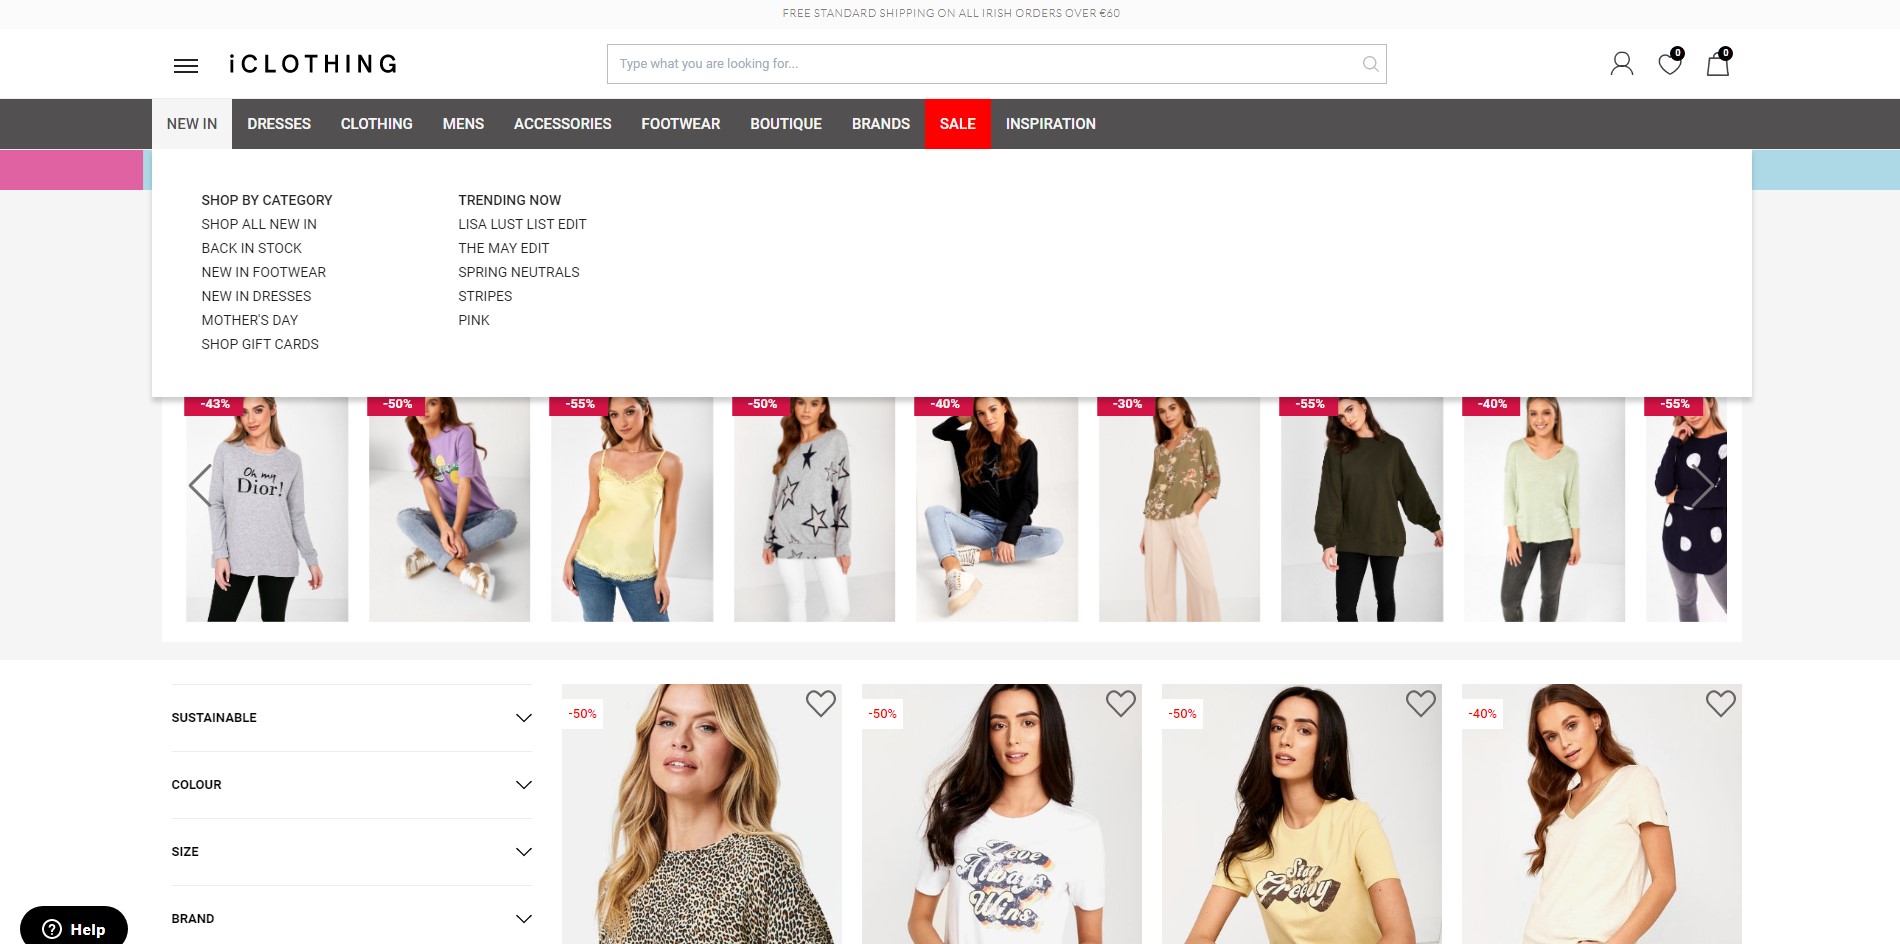 FREE STANDARD SHIPPING ON ALL IRISH ORDERS OVER €60
iCLOTHING
Type what you are looking for...
0
0
NEW IN DRESSES CLOTHING MENS ACCESSORIES FOOTWEAR BOUTIQUE BRANDS SALE INSPIRATION
SHOP BY CATEGORY
SHOP ALL NEW IN
BACK IN STOCK
NEW IN FOOTWEAR
NEW IN DRESSES
MOTHER'S DAY
SHOP GIFT CARDS
TRENDING NOW
LISA LUST LIST EDIT
THE MAY EDIT
SPRING NEUTRALS
STRIPES
PINK
-43% -50% -55% -50% -40% -30% -55% -40% -55%
Oh my
Dior!
SUSTAINABLE
COLOUR
SIZE
BRAND
-50% -50% -50% -40%
Love
Always
Wins
Stay
Groovy
Help